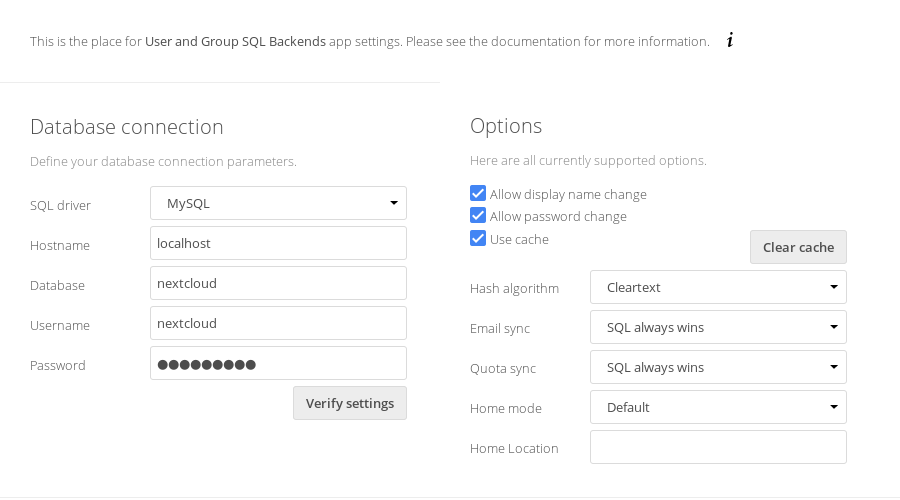 This is the place for User and Group SQL Backends app settings. Please see the documentation for more information. i
Database connection
Define your database connection parameters.
SQL driver MySQL
Hostname localhost
Database nextcloud
Username nextcloud
Password ●●●●●●●●●
Verify settings
Options
Here are all currently supported options.
Allow display name change
Allow password change
Use cache
Clear cache
Hash algorithm Cleartext
Email sync SQL always wins
Quota sync SQL always wins
Home mode Default
Home Location